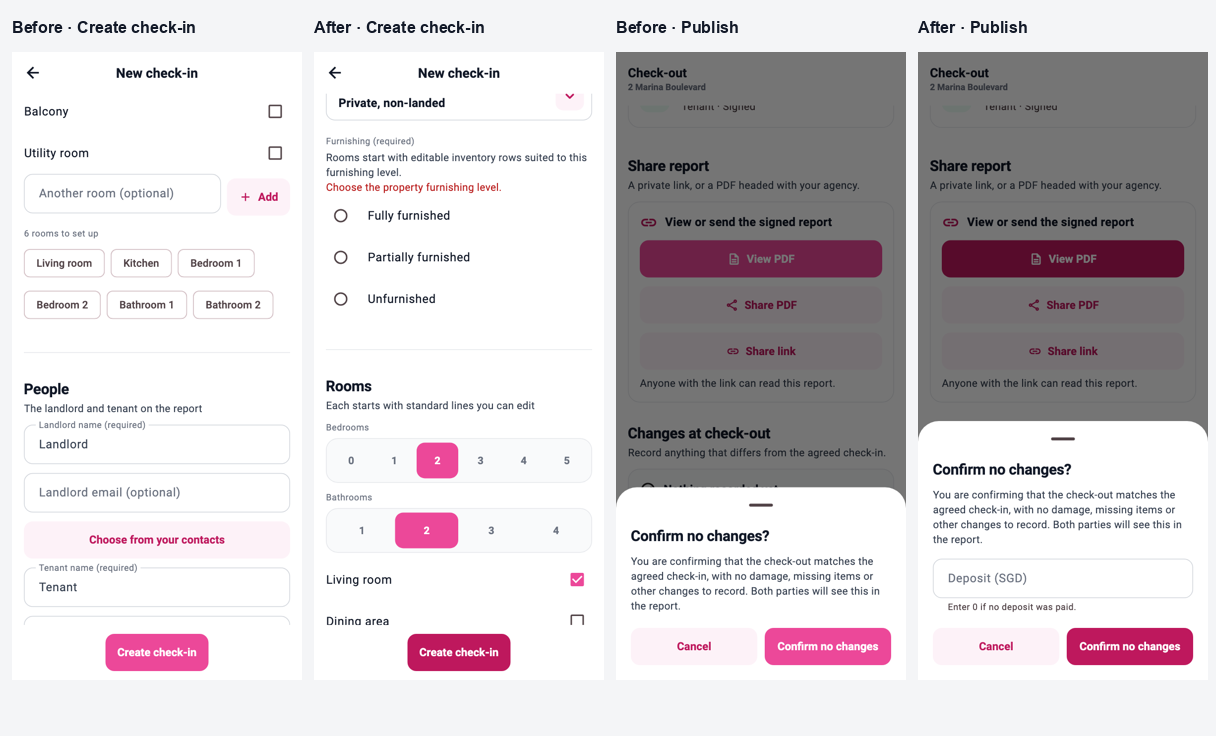 Before · Create check-in
New check-in
Balcony
Utility room
Another room (optional)
+ Add
6 rooms to set up
Living room
Kitchen
Bedroom 1
Bedroom 2
Bathroom 1
Bathroom 2
People
The landlord and tenant on the report
Landlord name (required)
Landlord
Landlord email (optional)
Choose from your contacts
Tenant name (required)
Tenant
Create check-in
After · Create check-in
New check-in
Private, non-landed
Furnishing (required)
Rooms start with editable inventory rows suited to this
furnishing level.
Choose the property furnishing level.
Fully furnished
Partially furnished
Unfurnished
Rooms
Each starts with standard lines you can edit
Bedrooms
0 1 2 3 4 5
Bathrooms
1 2 3 4
Living room
Dining area
Create check-in
Before · Publish
Check-out
2 Marina Boulevard
Tenant · Signed
Share report
A private link, or a PDF headed with your agency.
View or send the signed report
View PDF
Share PDF
Share link
Anyone with the link can read this report.
Changes at check-out
Record anything that differs from the agreed check-in.
Nothing recorded yet
Confirm no changes?
You are confirming that the check-out matches the
agreed check-in, with no damage, missing items or
other changes to record. Both parties will see this in
the report.
Cancel
Confirm no changes
After · Publish
Check-out
2 Marina Boulevard
Tenant · Signed
Share report
A private link, or a PDF headed with your agency.
View or send the signed report
View PDF
Share PDF
Share link
Anyone with the link can read this report.
Confirm no changes?
You are confirming that the check-out matches the
agreed check-in, with no damage, missing items or
other changes to record. Both parties will see this in
the report.
Deposit (SGD)
Enter 0 if no deposit was paid.
Cancel
Confirm no changes